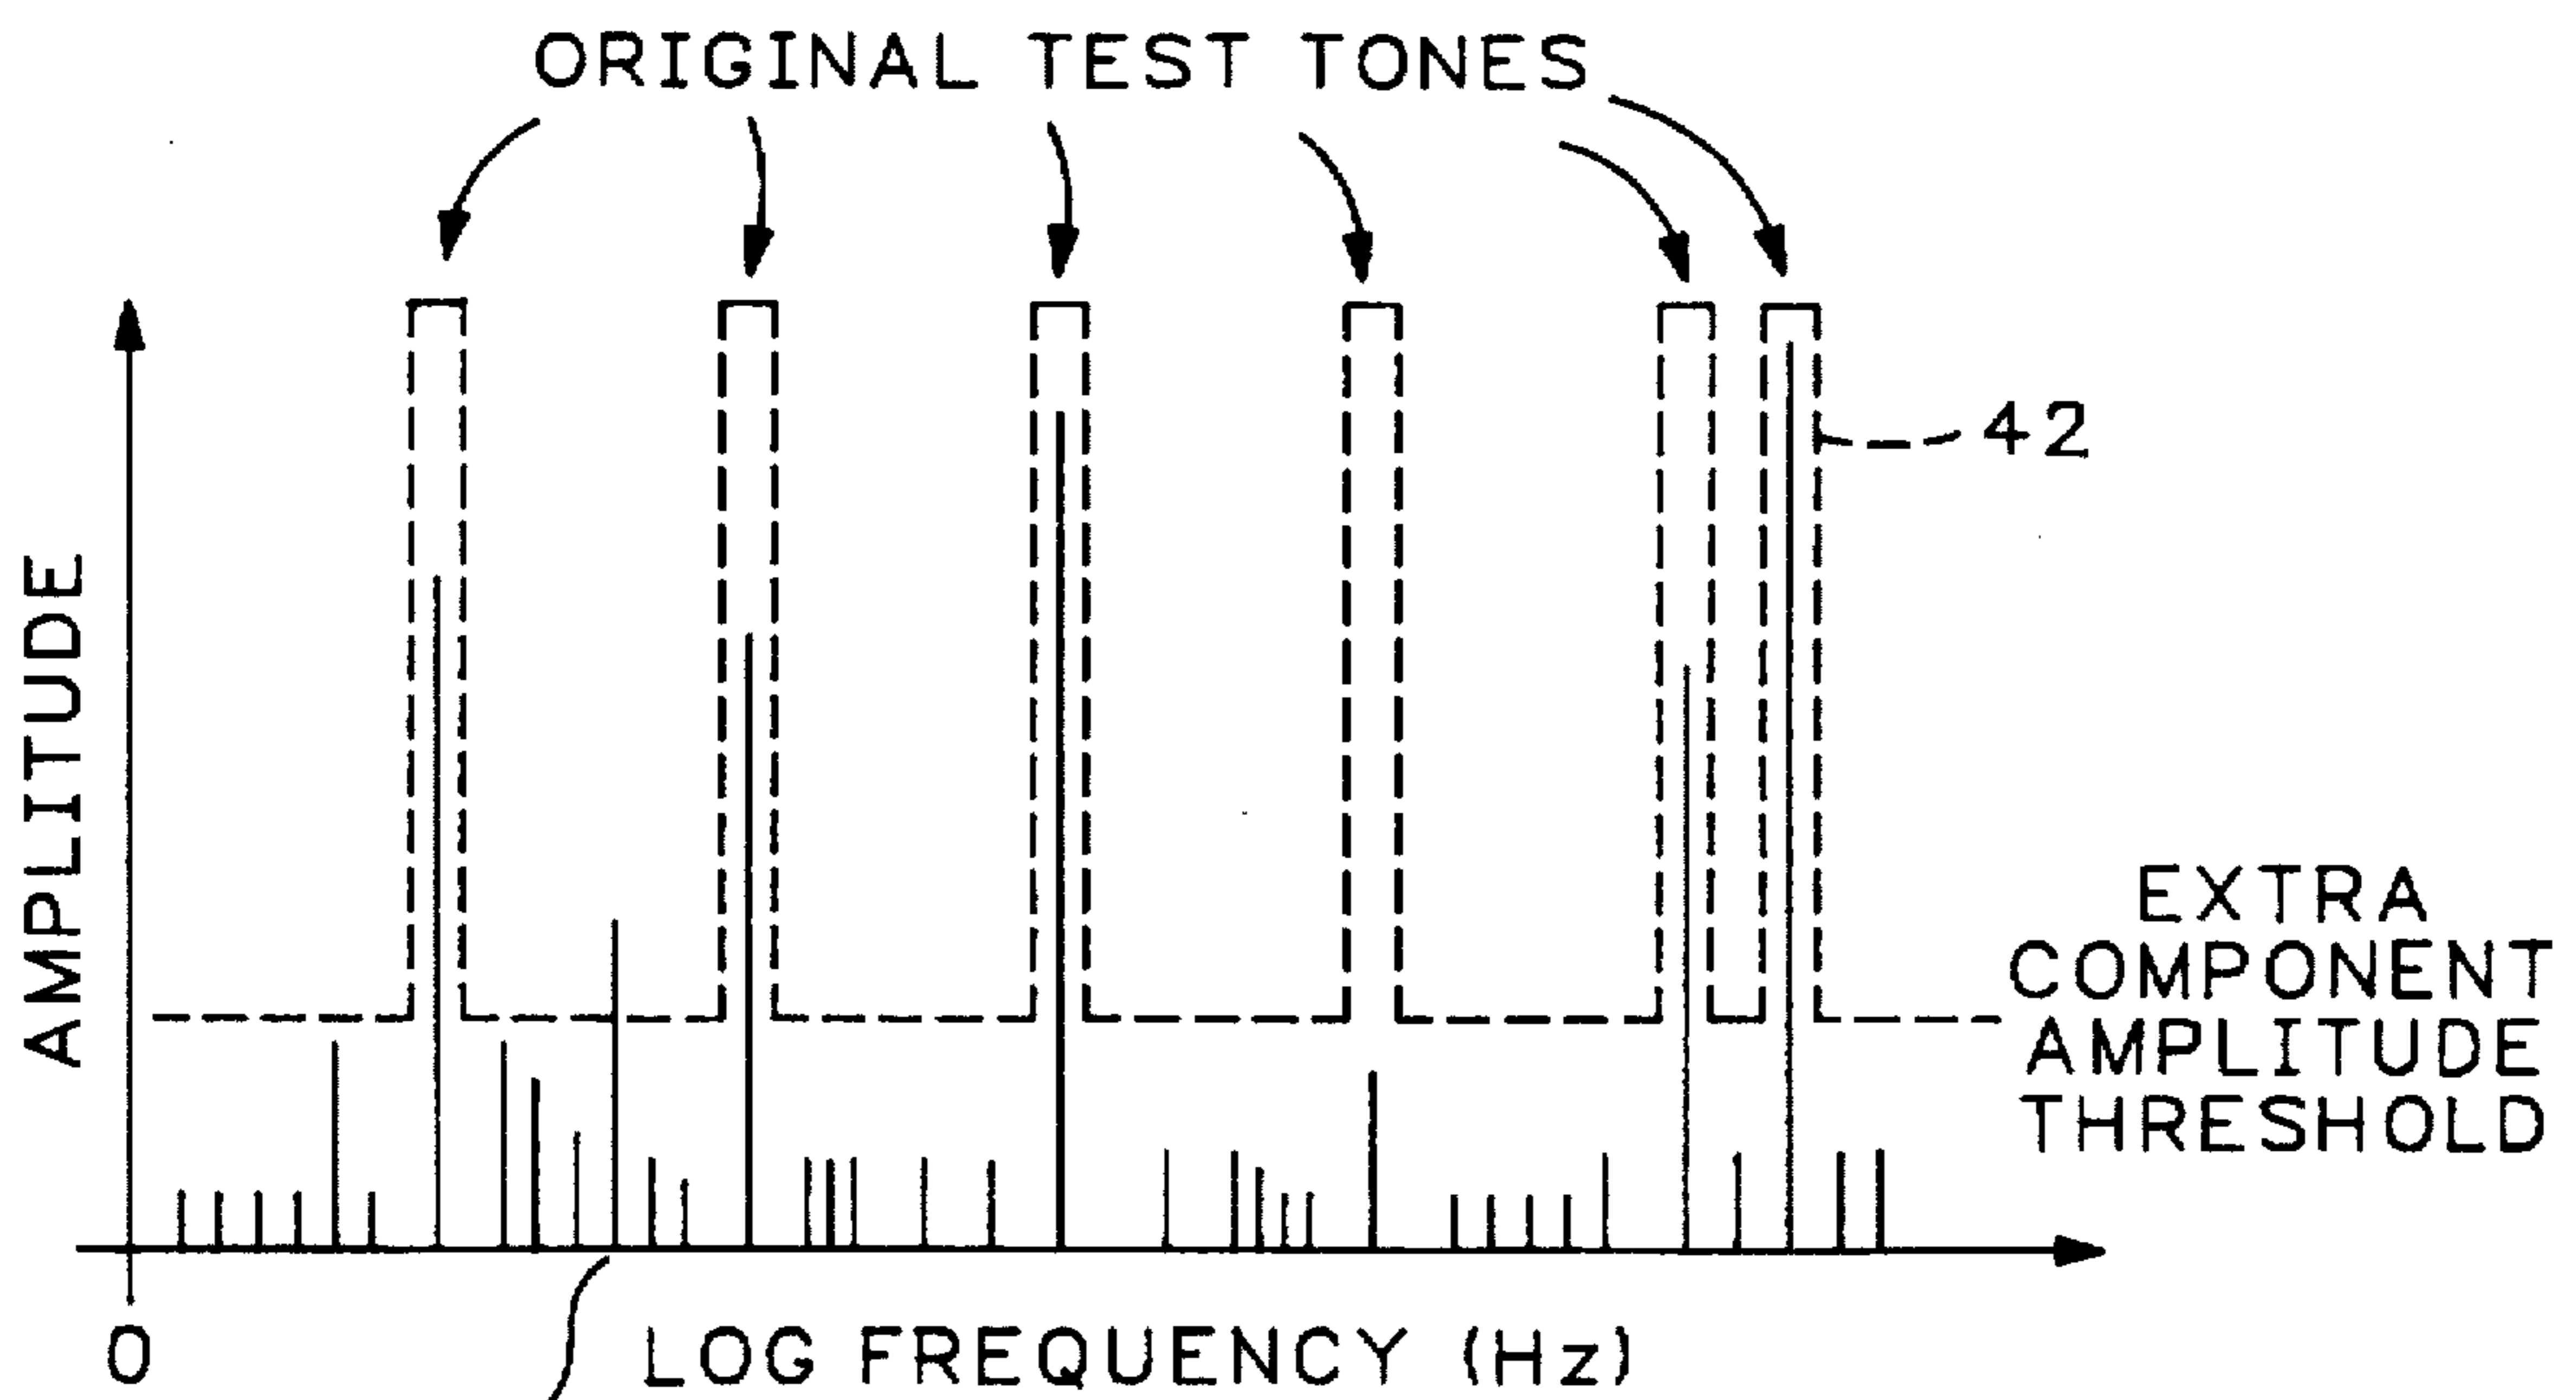 ORIGINAL TEST TONES
42
AMPLITUDE
EXTRA
COMPONENT
AMPLITUDE
THRESHOLD
0
LOG FREQUENCY (Hz)